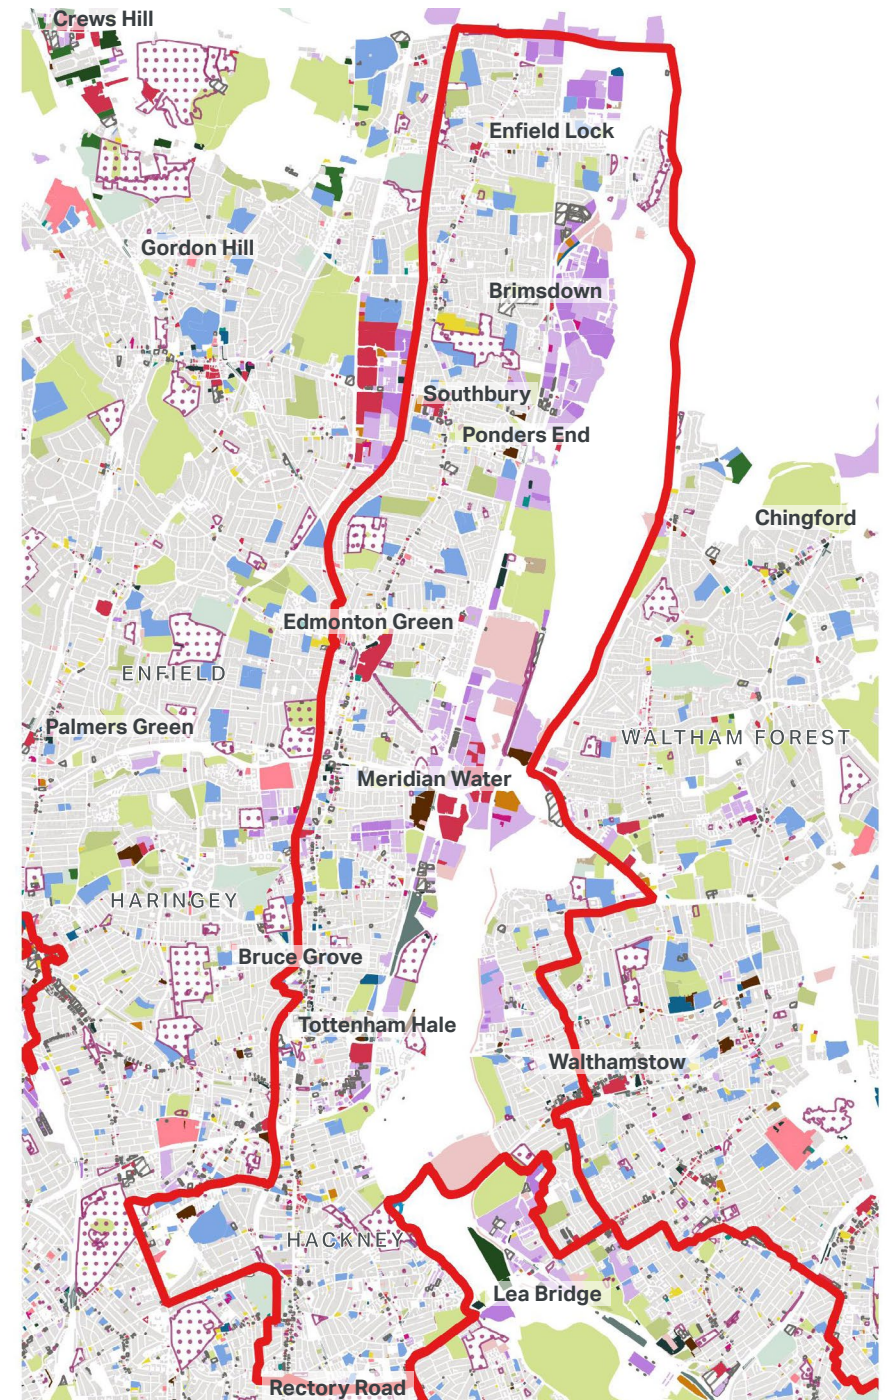 Crews Hill
Enfield Lock
Gordon Hill
Brimsdown
Southbury
Ponders End
Chingford
Edmonton Green
ENFIELD
Palmers Green
WALTHAM FOREST
Meridian Water
HARINGEY
Bruce Grove
Tottenham Hale
Walthamstow
HACKNEY
Lea Bridge
Rectory Road